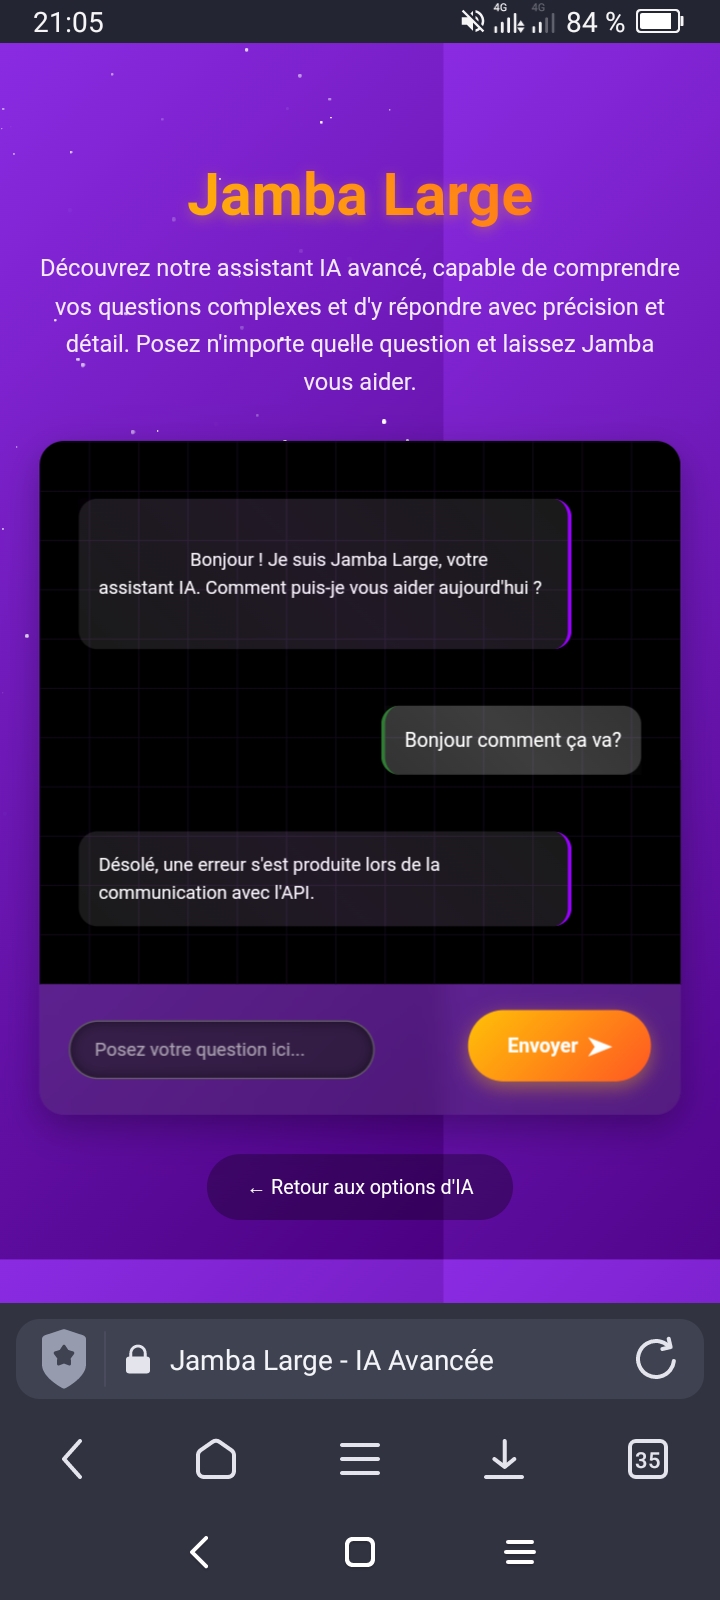 21:05
4G 4G 84 %
Jamba Large
Découvrez notre assistant IA avancé, capable de comprendre
vos questions complexes et d'y répondre avec précision et
détail. Posez n'importe quelle question et laissez Jamba
vous aider.
Bonjour ! Je suis Jamba Large, votre
assistant IA. Comment puis-je vous aider aujourd'hui ?
Bonjour comment ça va?
Désolé, une erreur s'est produite lors de la
communication avec l'API.
Posez votre question ici...
Envoyer ➤
← Retour aux options d'IA
Jamba Large - IA Avancée
35